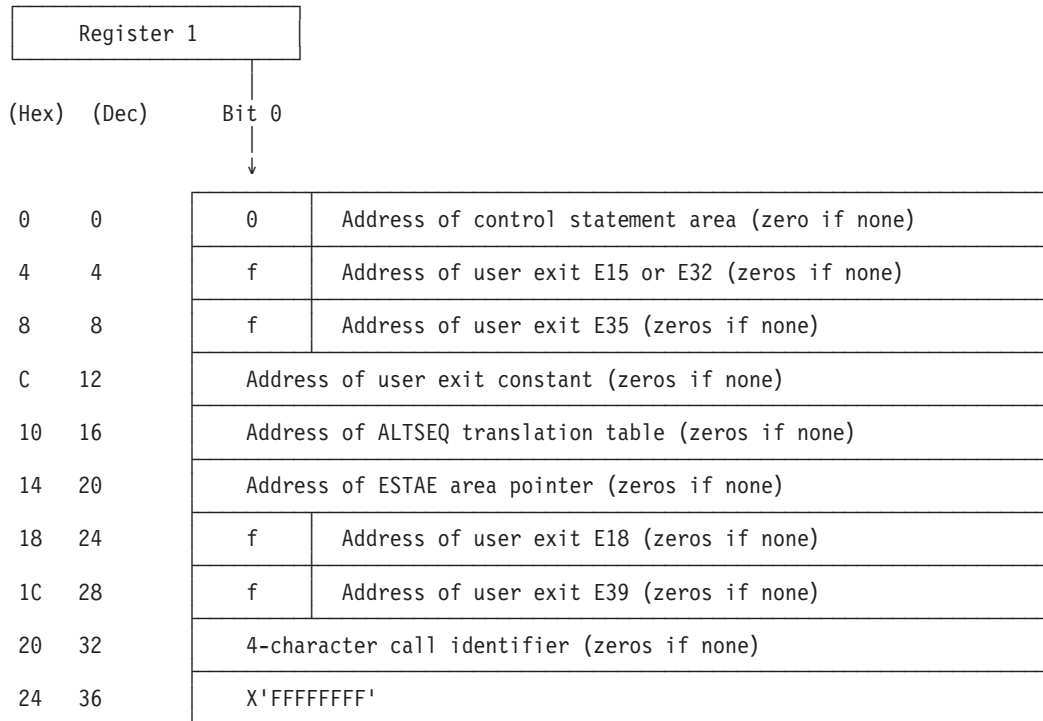 Register 1
(Hex) (Dec) Bit 0
0 0 0 Address of control statement area (zero if none)
4 4 f Address of user exit E15 or E32 (zeros if none)
8 8 f Address of user exit E35 (zeros if none)
C 12 Address of user exit constant (zeros if none)
10 16 Address of ALTSEQ translation table (zeros if none)
14 20 Address of ESTAE area pointer (zeros if none)
18 24 f Address of user exit E18 (zeros if none)
1C 28 f Address of user exit E39 (zeros if none)
20 32 4-character call identifier (zeros if none)
24 36 X'FFFFFFFF'